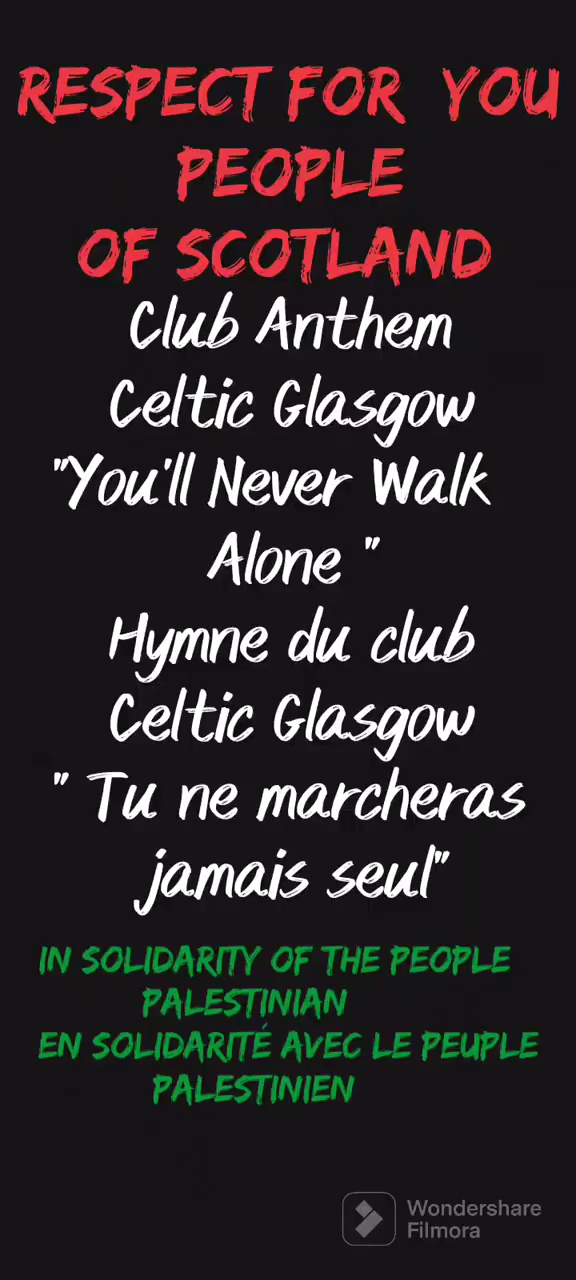 RESPECT FOR YOU
PEOPLE
OF SCOTLAND
Club Anthem
Celtic Glasgow
"You'll Never Walk
Alone "
Hymne du club
Celtic Glasgow
" Tu ne marcheras
jamais seul"
IN SOLIDARITY OF THE PEOPLE
PALESTINIAN
EN SOLIDARITÉ AVEC LE PEUPLE
PALESTINIEN
Wondershare
Filmora